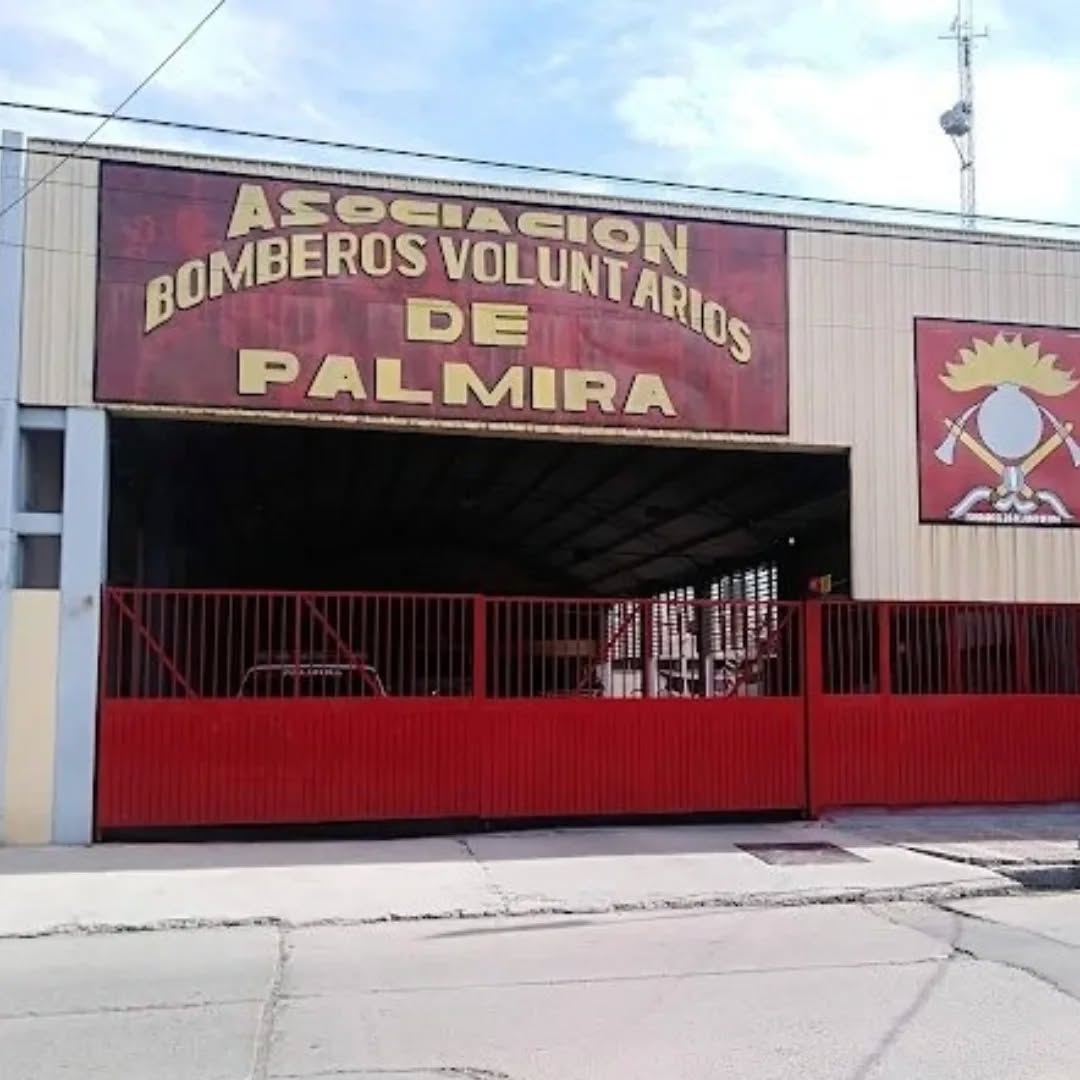 ASOCIACION
BOMBEROS VOLUNTARIOS
DE
PALMIRA